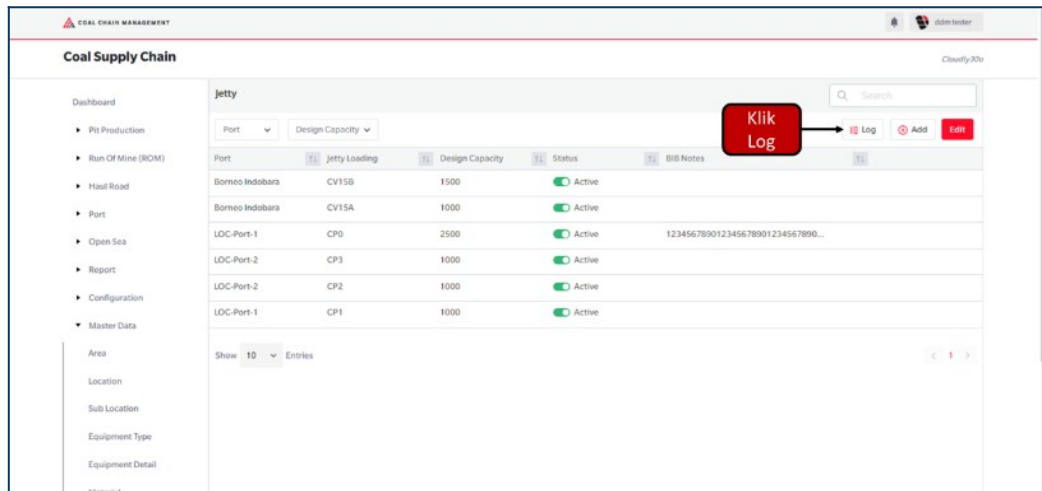 COAL CHAIN MANAGEMENT
ddm tester
Coal Supply Chain
Cloudly30o
Dashboard
Pit Production
Run Of Mine (ROM)
Haul Road
Port
Open Sea
Report
Configuration
Master Data
Area
Location
Sub Location
Equipment Type
Equipment Detail
Material
Jetty
Search
Port
Design Capacity
Klik
Log
Log
Add
Edit
Port Jetty Loading Design Capacity Status BIB Notes
Borneo Indobara CV15B 1500 Active
Borneo Indobara CV15A 1000 Active
LOC-Port-1 CP0 2500 Active 123456789012345678901234567890...
LOC-Port-2 CP3 1000 Active
LOC-Port-2 CP2 1000 Active
LOC-Port-1 CP1 1000 Active
Show 10 Entries
< 1 >